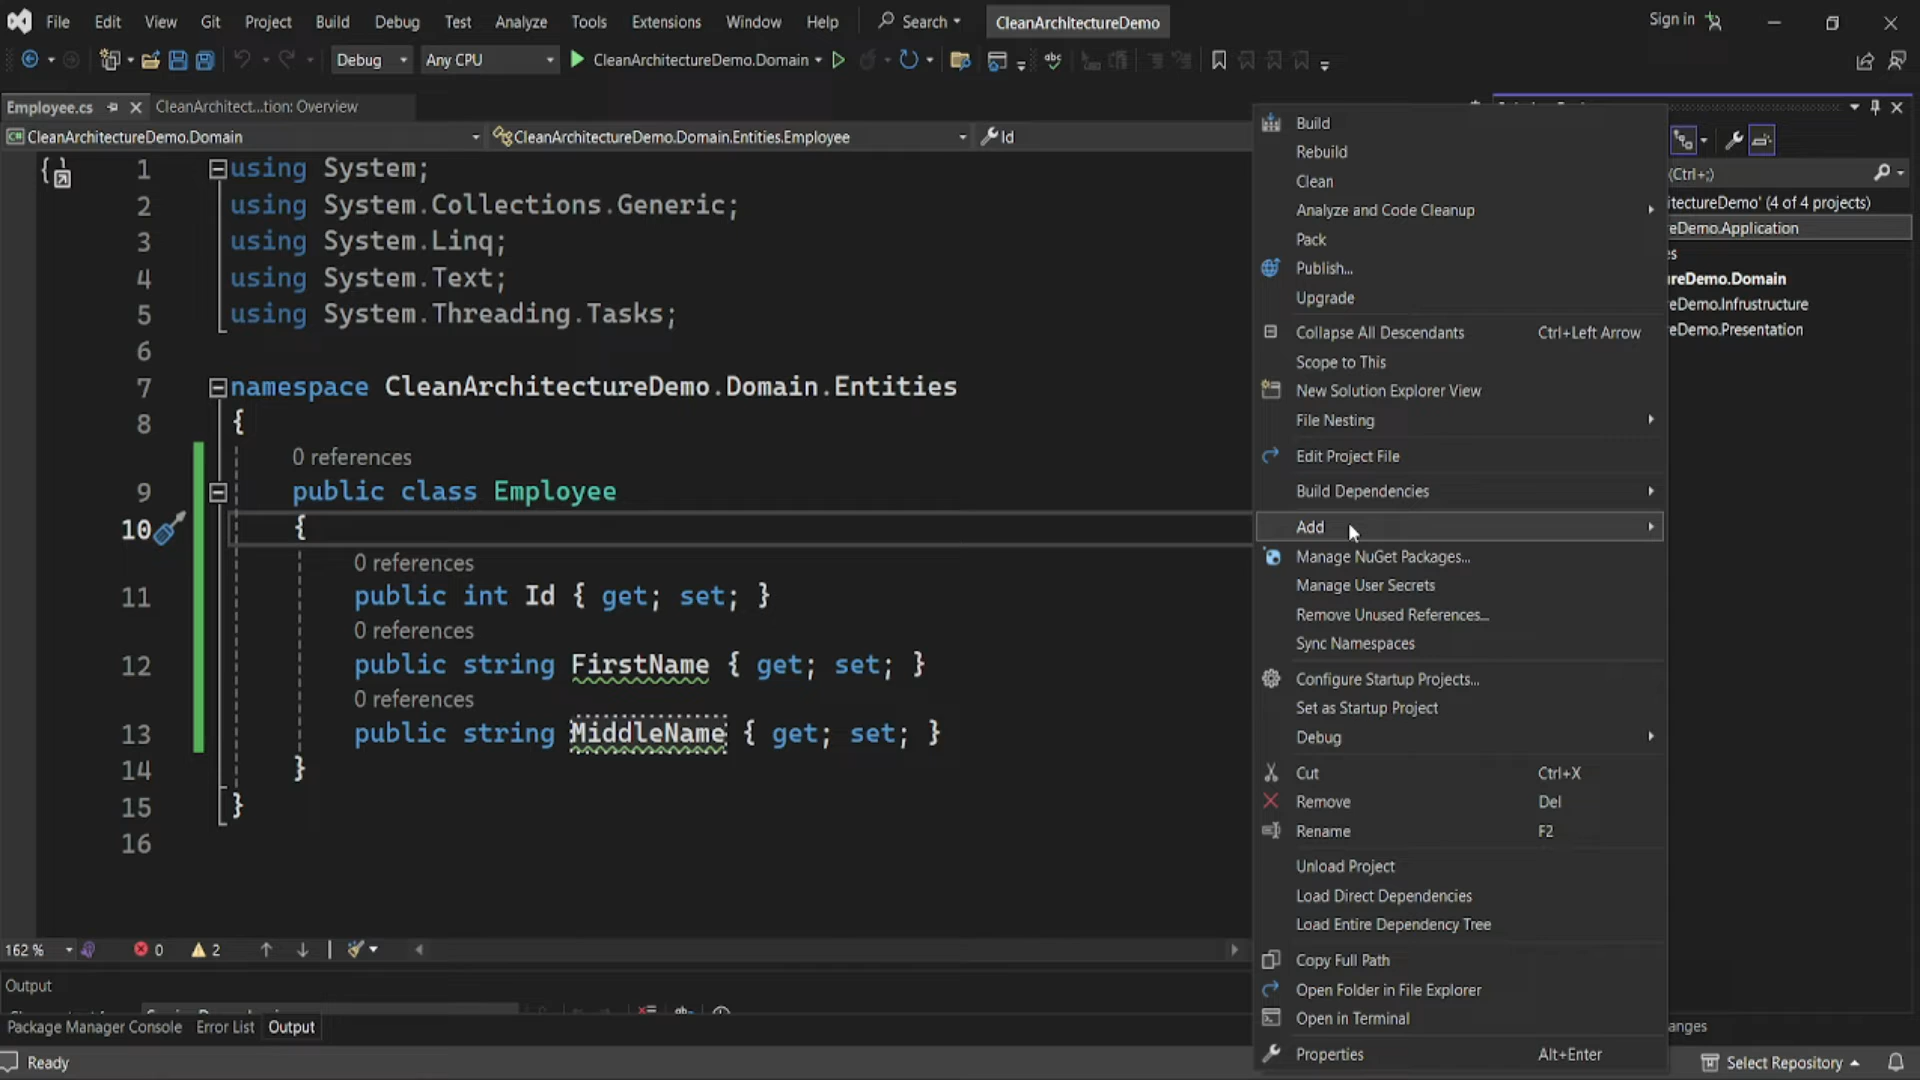 File Edit View Git Project Build Debug Test Analyze Tools Extensions Window Help Search CleanArchItectureDemo Sign in
Debug Any CPU CleanArchitectureDemo.Domain
Employee.cs CleanArchitect...tion: Overview
CleanArchitectureDemo.Domain CleanArchitectureDemo.Domain.Entities.Employee Id
1 using System;
2 using System.Collections.Generic;
3 using System.Linq;
4 using System.Text;
5 using System.Threading.Tasks;
6
7 namespace CleanArchitectureDemo.Domain.Entities
8 {
0 references
9 public class Employee
10 {
0 references
11 public int Id { get; set; }
0 references
12 public string FirstName { get; set; }
0 references
13 public string MiddleName { get; set; }
14 }
15 }
16
162 % 0 2
Output
Package Manager Console Error List Output
Ready
Build
Rebuild
Clean
Analyze and Code Cleanup
Pack
Publish...
Upgrade
Collapse All Descendants Ctrl+Left Arrow
Scope to This
New Solution Explorer View
File Nesting
Edit Project File
Build Dependencies
Add
Manage NuGet Packages...
Manage User Secrets
Remove Unused References...
Sync Namespaces
Configure Startup Projects...
Set as Startup Project
Debug
Cut Ctrl+X
Remove Del
Rename F2
Unload Project
Load Direct Dependencies
Load Entire Dependency Tree
Copy Full Path
Open Folder in File Explorer
Open in Terminal
Properties Alt+Enter
(Ctrl+;)
itectureDemo' (4 of 4 projects)
reDemo.Application
es
reDemo.Domain
eDemo.Infrustructure
eDemo.Presentation
anges
Select Repository